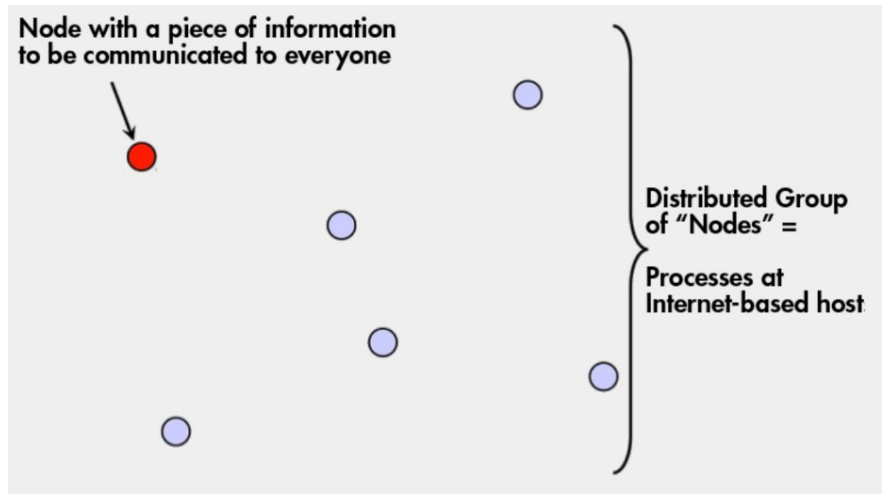 Node with a piece of information
to be communicated to everyone
Distributed Group
of “Nodes” =
Processes at
Internet-based host